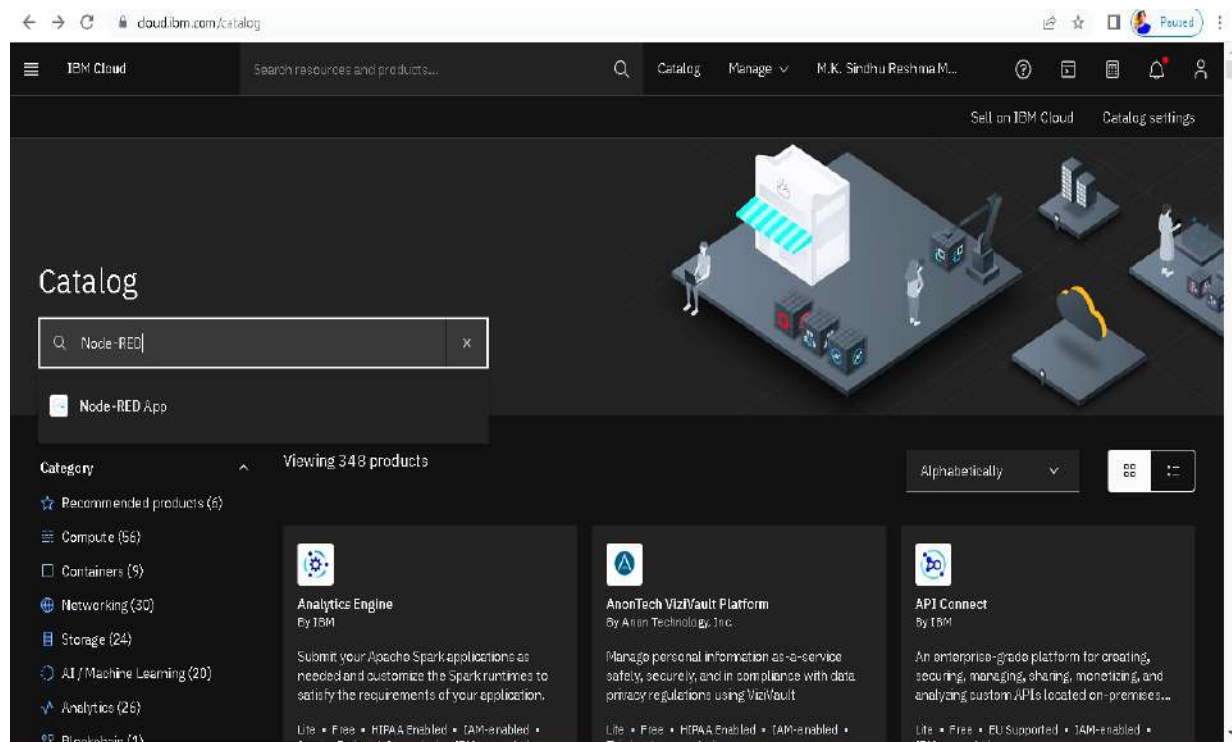 cloud.ibm.com/catalog
Paused
IBM Cloud
Search resources and products...
Catalog
Manage
M.K. Sindhu Reshma M...
Sell on IBM Cloud
Catalog settings
Catalog
Node-RED
Node-RED App
Category
Viewing 348 products
Alphabetically
Recommended products (6)
Compute (56)
Containers (9)
Networking (30)
Storage (24)
AI / Machine Learning (20)
Analytics (26)
Blockchain (1)
Analytics Engine
By IBM
Submit your Apache Spark applications as
needed and customize the Spark runtimes to
satisfy the requirements of your application.
Lite • Free • HIPAA Enabled • IAM-enabled •
AnonTech ViziVault Platform
By Anon Technology, Inc.
Manage personal information as-a-service
safely, securely, and in compliance with data
privacy regulations using ViziVault
Lite • Free • HIPAA Enabled • IAM-enabled •
API Connect
By IBM
An enterprise-grade platform for creating,
securing, managing, sharing, monetizing, and
analyzing custom APIs located on-premises...
Lite • Free • EU Supported • IAM-enabled •